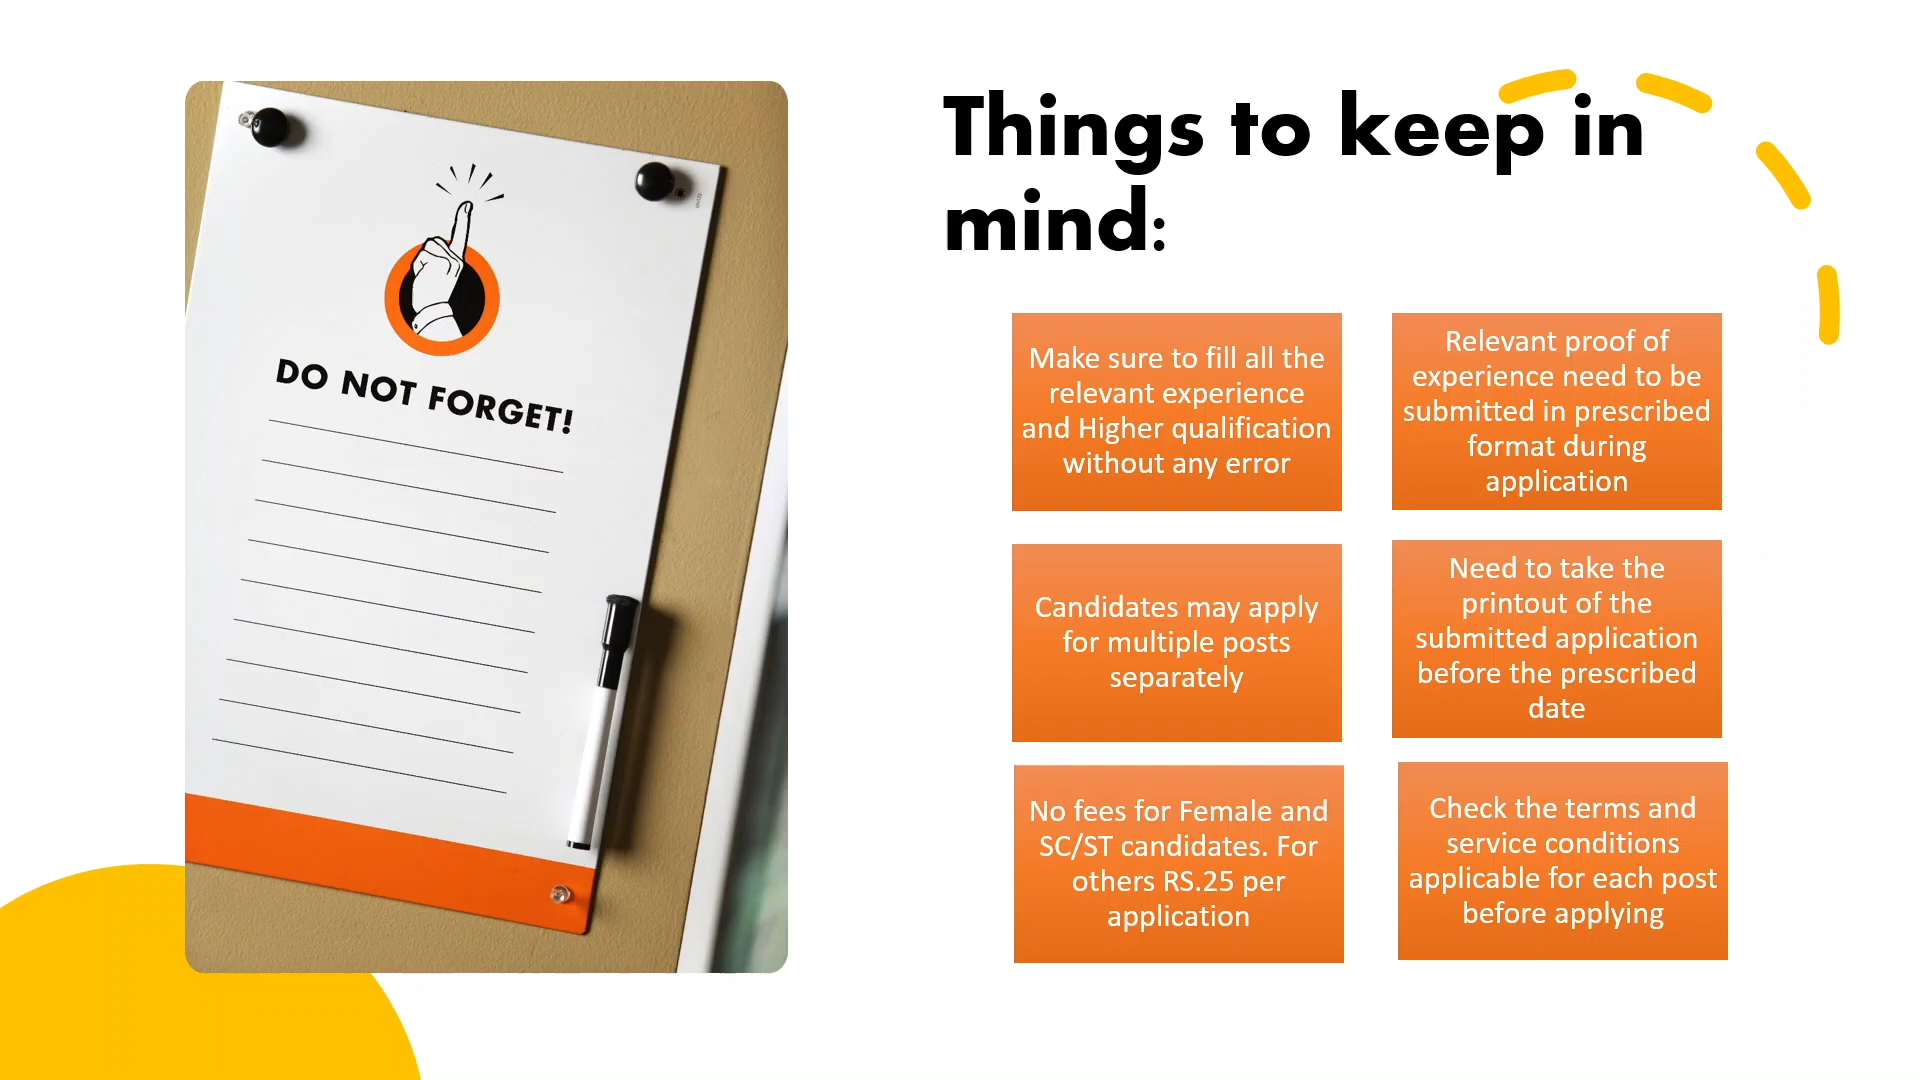 DO NOT FORGET!
Things to keep in
mind:
Make sure to fill all the
relevant experience
and Higher qualification
without any error
Relevant proof of
experience need to be
submitted in prescribed
format during
application
Candidates may apply
for multiple posts
separately
Need to take the
printout of the
submitted application
before the prescribed
date
No fees for Female and
SC/ST candidates. For
others RS.25 per
application
Check the terms and
service conditions
applicable for each post
before applying